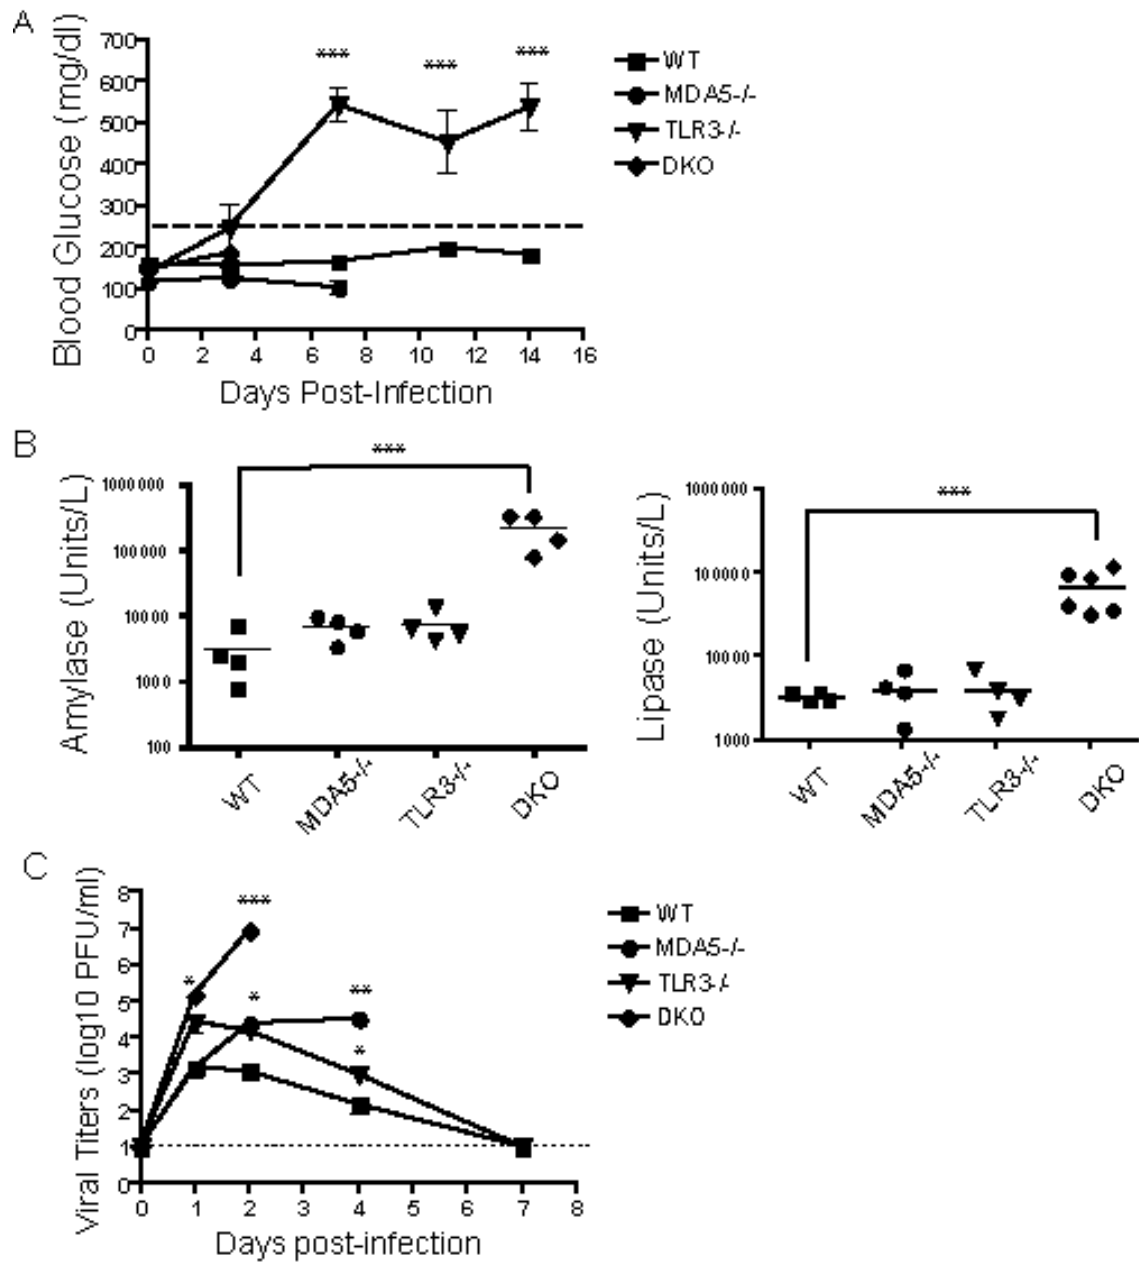 A
Blood Glucose (mg/dl)
700
600
500
400
300
200
100
0
***
***
***
0 2 4 6 8 10 12 14 16
Days Post-Infection
WT
MDA5-/-
TLR3-/-
DKO
B
Amylase (Units/L)
1000000
100000
10000
1000
100
***
WT
MDA5-/-
TLR3-/-
DKO
Lipase (Units/L)
1000000
100000
10000
1000
***
WT
MDA5-/-
TLR3-/-
DKO
C
Viral Titers (log10 PFU/ml)
8
7
6
5
4
3
2
1
0
***
*
*
**
*
0 1 2 3 4 5 6 7 8
Days post-infection
WT
MDA5-/-
TLR3-/-
DKO